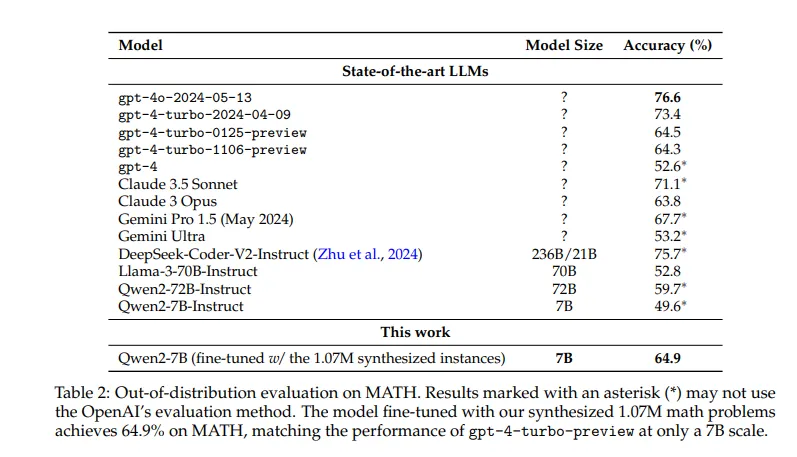 Model Model Size Accuracy (%)
State-of-the-art LLMs
gpt-4o-2024-05-13 ? 76.6
gpt-4-turbo-2024-04-09 ? 73.4
gpt-4-turbo-0125-preview ? 64.5
gpt-4-turbo-1106-preview ? 64.3
gpt-4 ? 52.6*
Claude 3.5 Sonnet ? 71.1*
Claude 3 Opus ? 63.8
Gemini Pro 1.5 (May 2024) ? 67.7*
Gemini Ultra ? 53.2*
DeepSeek-Coder-V2-Instruct (Zhu et al., 2024) 236B/21B 75.7*
Llama-3-70B-Instruct 70B 52.8
Qwen2-72B-Instruct 72B 59.7*
Qwen2-7B-Instruct 7B 49.6*
This work
Qwen2-7B (fine-tuned w/ the 1.07M synthesized instances) 7B 64.9
Table 2: Out-of-distribution evaluation on MATH. Results marked with an asterisk (*) may not use
the OpenAI's evaluation method. The model fine-tuned with our synthesized 1.07M math problems
achieves 64.9% on MATH, matching the performance of gpt-4-turbo-preview at only a 7B scale.